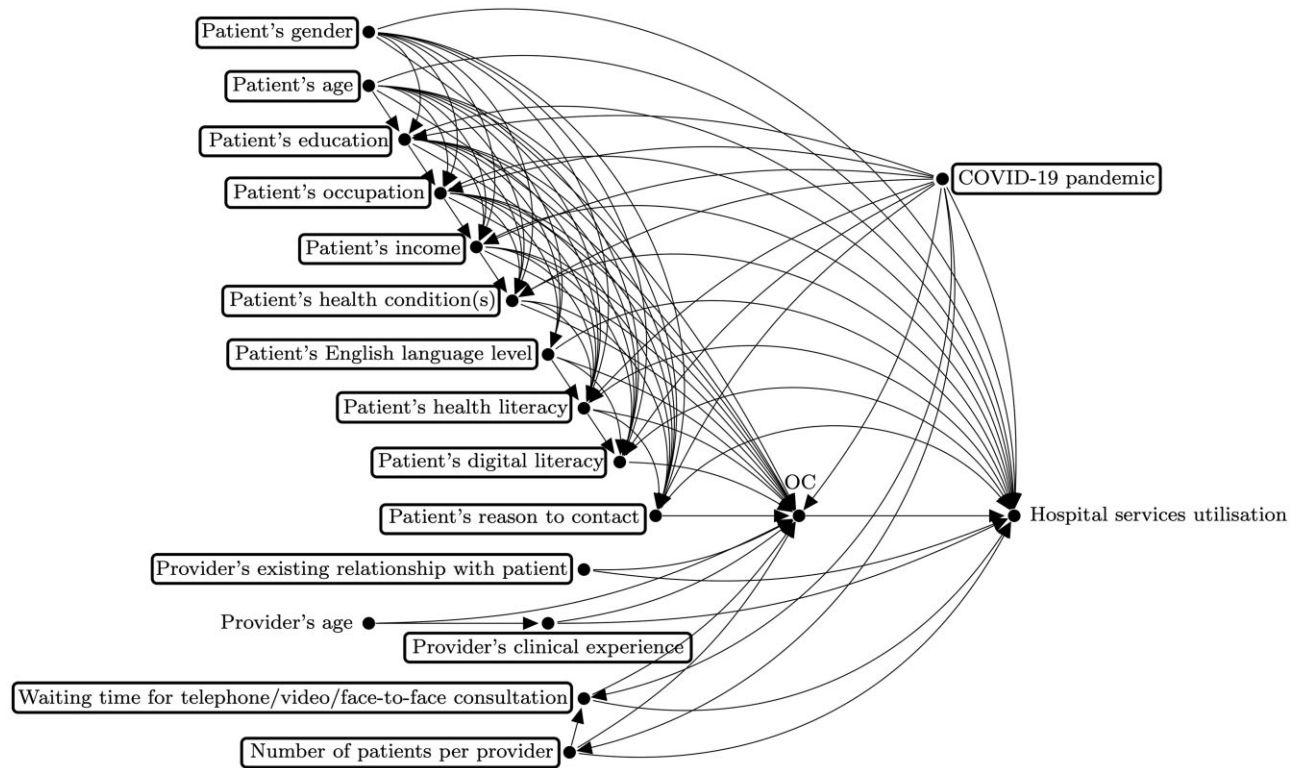 Patient's gender
Patient's age
Patient's education
COVID-19 pandemic
Patient's occupation
Patient's income
Patient's health condition(s)
Patient's English language level
Patient's health literacy
Patient's digital literacy
OC
Patient's reason to contact
Hospital services utilisation
Provider's existing relationship with patient
Provider's age
Provider's clinical experience
Waiting time for telephone/video/face-to-face consultation
Number of patients per provider